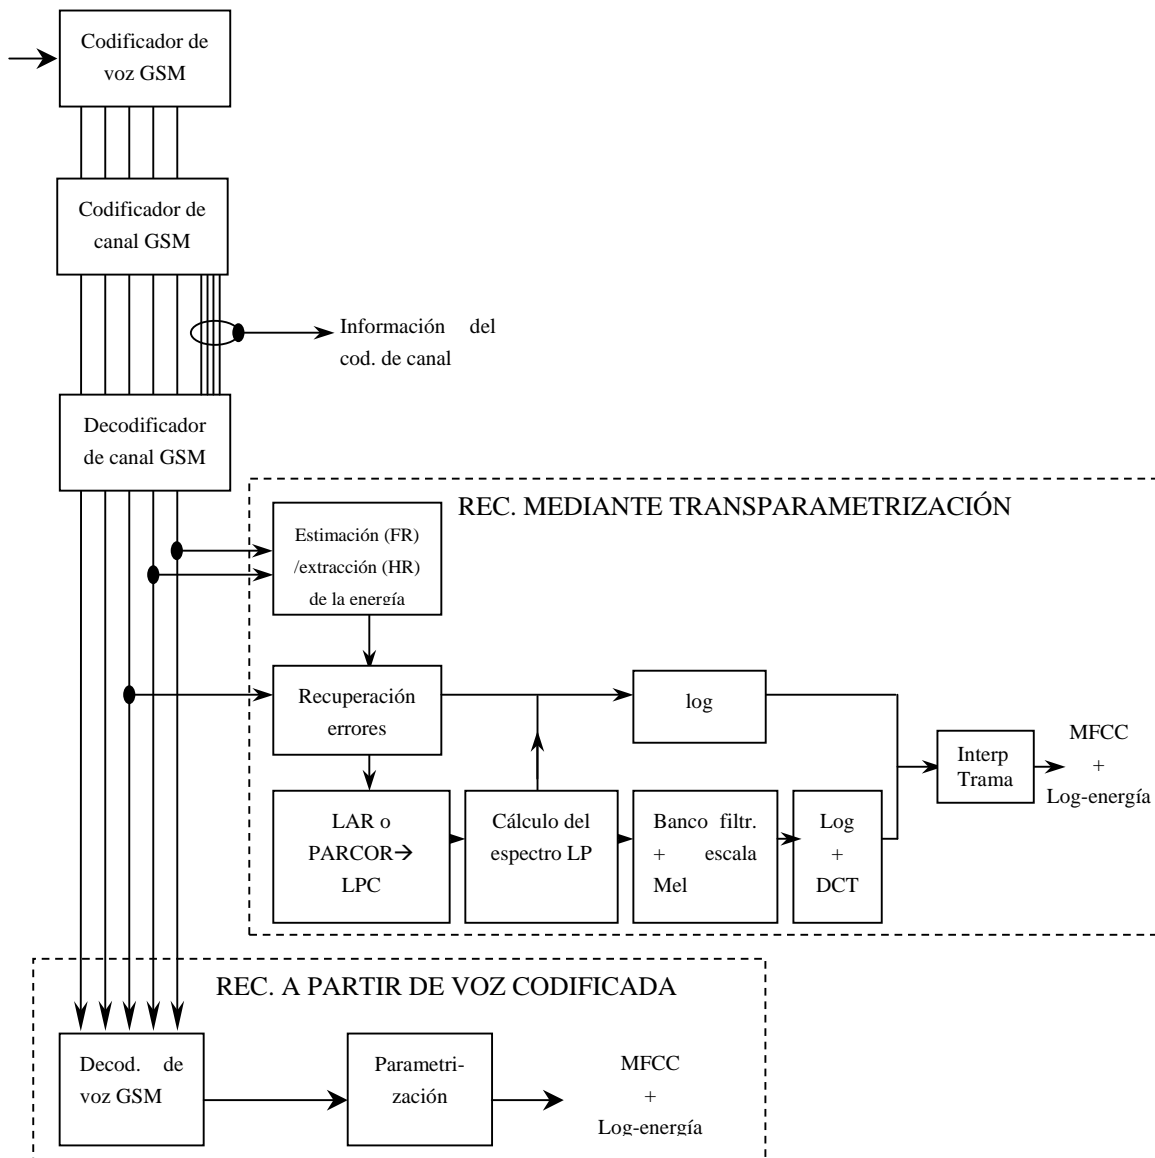 Codificador de
voz GSM
Codificador de
canal GSM
Información del
cod. de canal
Decodificador
de canal GSM
REC. MEDIANTE TRANSPARAMETRIZACIÓN
Estimación (FR)
/extracción (HR)
de la energía
Recuperación
errores
log
Interp
Trama
MFCC
+
Log-energía
LAR o
PARCOR→
LPC
Cálculo del
espectro LP
Banco filtr.
+ escala
Mel
Log
+
DCT
REC. A PARTIR DE VOZ CODIFICADA
Decod. de
voz GSM
Parametri-
zación
MFCC
+
Log-energía